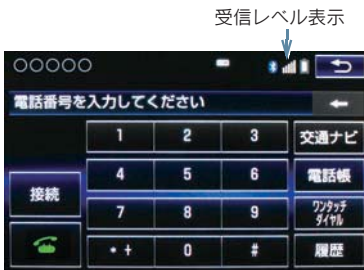 受信レベル表示
○○○○○
電話番号を入力してください
1 2 3 交通ナビ
4 5 6 電話帳
接続
7 8 9 ワンタッチ
ダイヤル
* + 0 # 履歴